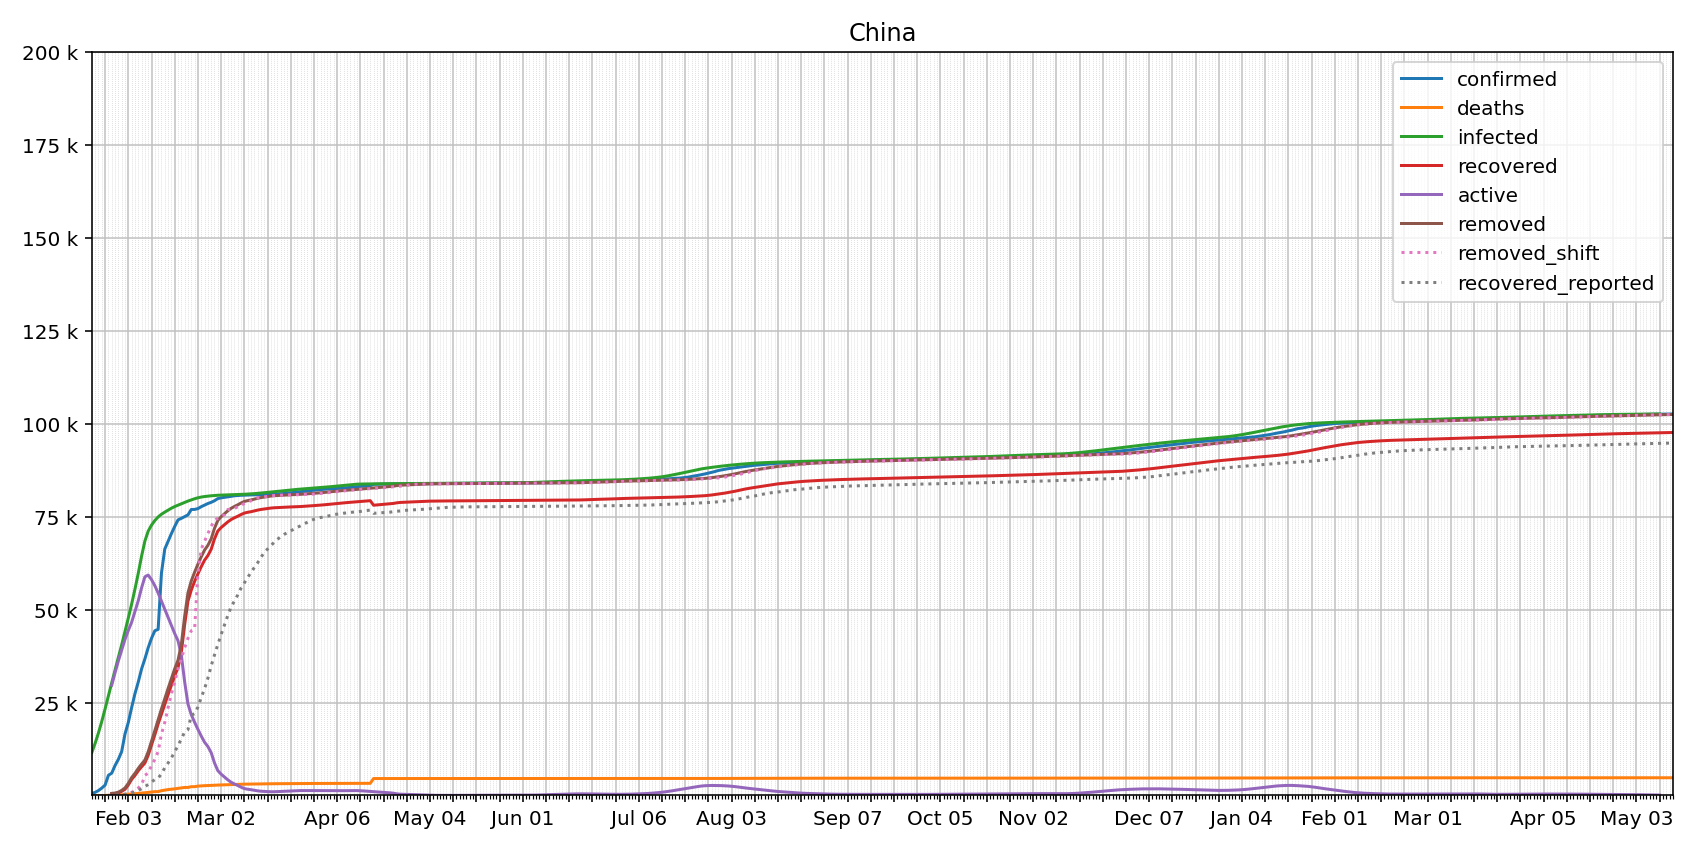 China
200 k
175 k
150 k
125 k
100 k
75 k
50 k
25 k
confirmed
deaths
infected
recovered
active
removed
removed_shift
recovered_reported
Feb 03 Mar 02 Apr 06 May 04 Jun 01 Jul 06 Aug 03 Sep 07 Oct 05 Nov 02 Dec 07 Jan 04 Feb 01 Mar 01 Apr 05 May 03